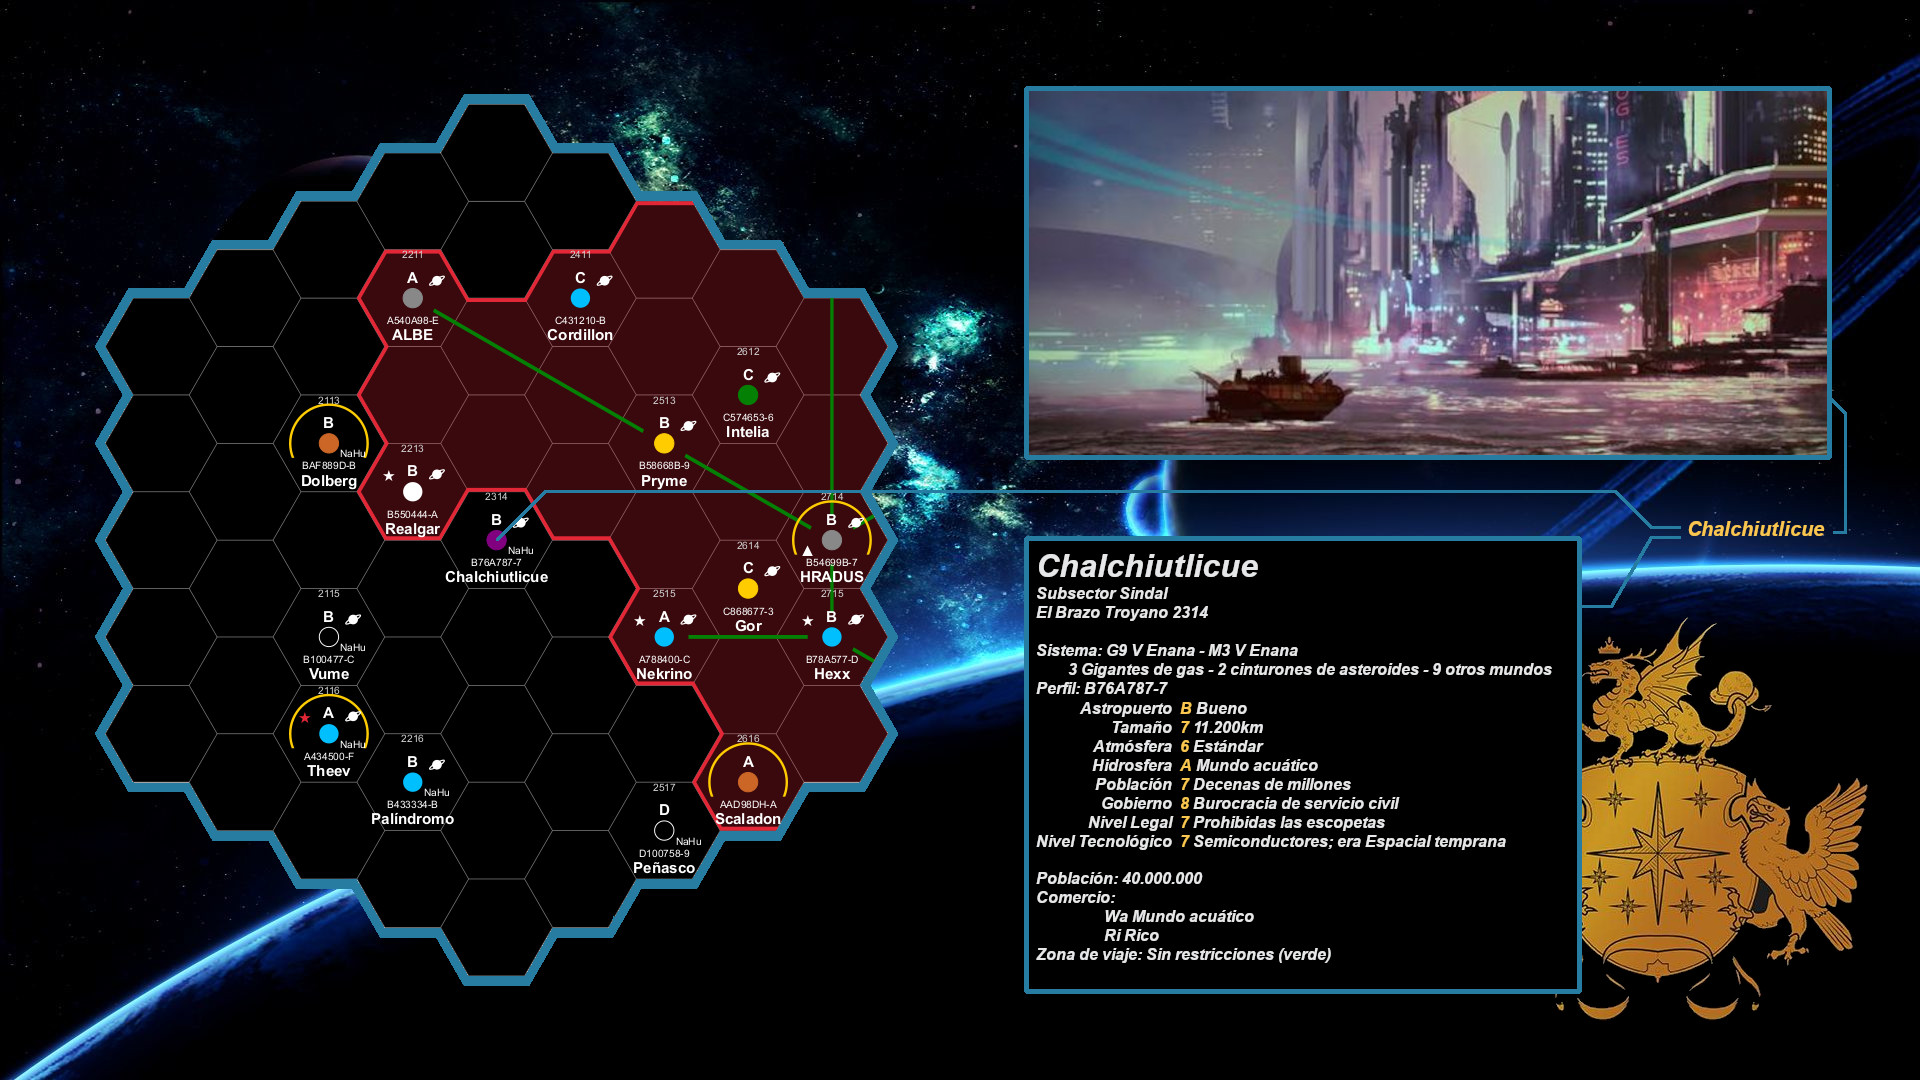 2211
A
A540A98-E
ALBE
2411
C
C431210-B
Cordillon
2612
C
C574653-6
Intelia
2113
B
NaHu
BAF889D-B
Dolberg
2513
B
B58668B-9
Pryme
2213
B
B550444-A
Realgar
2314
B
NaHu
B76A787-7
Chalchiutlicue
2714
B
B54699B-7
HRADUS
2614
C
C868677-3
Gor
2115
B
NaHu
B100477-C
Vume
2515
A
A788400-C
Nekrino
2715
B
B78A577-D
Hexx
2116
A
NaHu
A434500-F
Theev
2216
B
NaHu
B433334-B
Palíndromo
2616
A
AAD98DH-A
Scaladon
2517
D
NaHu
D100758-9
Peñasco
OGIES
Chalchiutlicue
Chalchiutlicue
Subsector Sindal
El Brazo Troyano 2314
Sistema: G9 V Enana - M3 V Enana
3 Gigantes de gas - 2 cinturones de asteroides - 9 otros mundos
Perfil: B76A787-7
Astropuerto B Bueno
Tamaño 7 11.200km
Atmósfera 6 Estándar
Hidrosfera A Mundo acuático
Población 7 Decenas de millones
Gobierno 8 Burocracia de servicio civil
Nivel Legal 7 Prohibidas las escopetas
Nivel Tecnológico 7 Semiconductores; era Espacial temprana
Población: 40.000.000
Comercio:
Wa Mundo acuático
Ri Rico
Zona de viaje: Sin restricciones (verde)